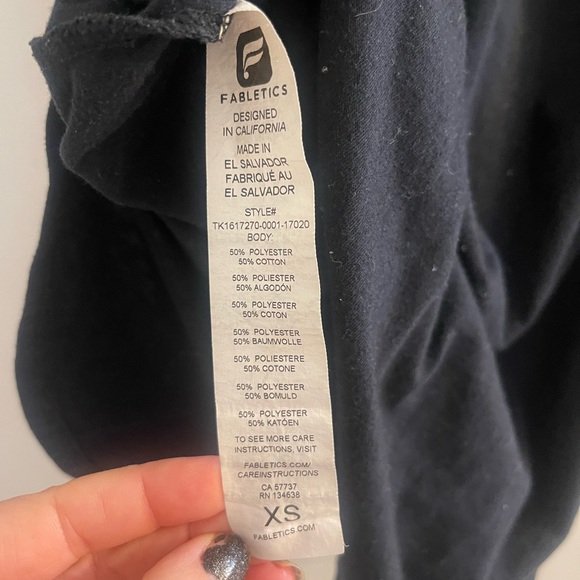 FABLETICS
DESIGNED
IN CALIFORNIA
MADE IN
EL SALVADOR
FABRIQUÉ AU
EL SALVADOR
STYLE#
TK1617270-0001-17020
BODY:
50% POLYESTER
50% COTTON
50% POLIESTER
50% ALGODÓN
50% POLYESTER
50% COTON
50% POLYESTER
50% BAUMWOLLE
50% POLIESTERE
50% COTONE
50% POLYESTER
50% BOMULD
50% POLYESTER
50% KATOEN
TO SEE MORE CARE
INSTRUCTIONS, VISIT
FABLETICS.COM/
CAREINSTRUCTIONS
CA 57737
RN 134638
XS
FABLETICS.COM